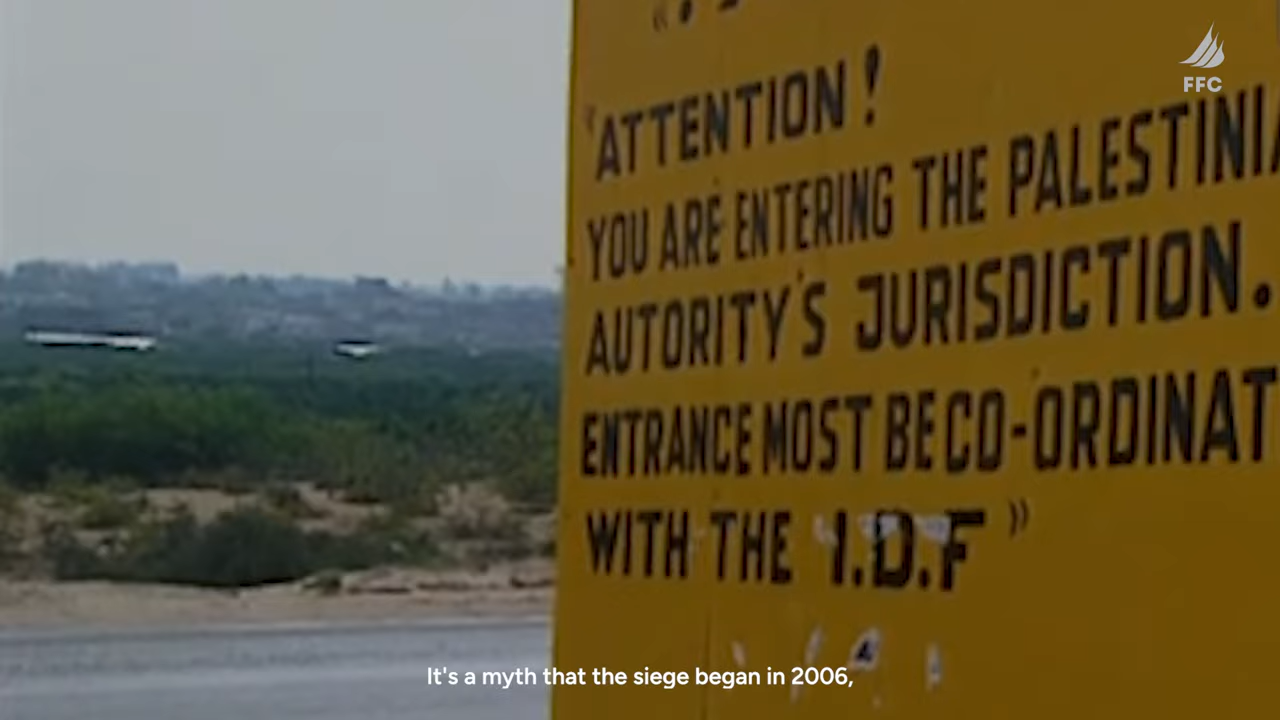 FFC
"ATTENTION!
YOU ARE ENTERING THE PALESTINIA
AUTORITY'S JURISDICTION.
ENTRANCE MOST BE CO-ORDINAT
WITH THE I.D.F"
It's a myth that the siege began in 2006,